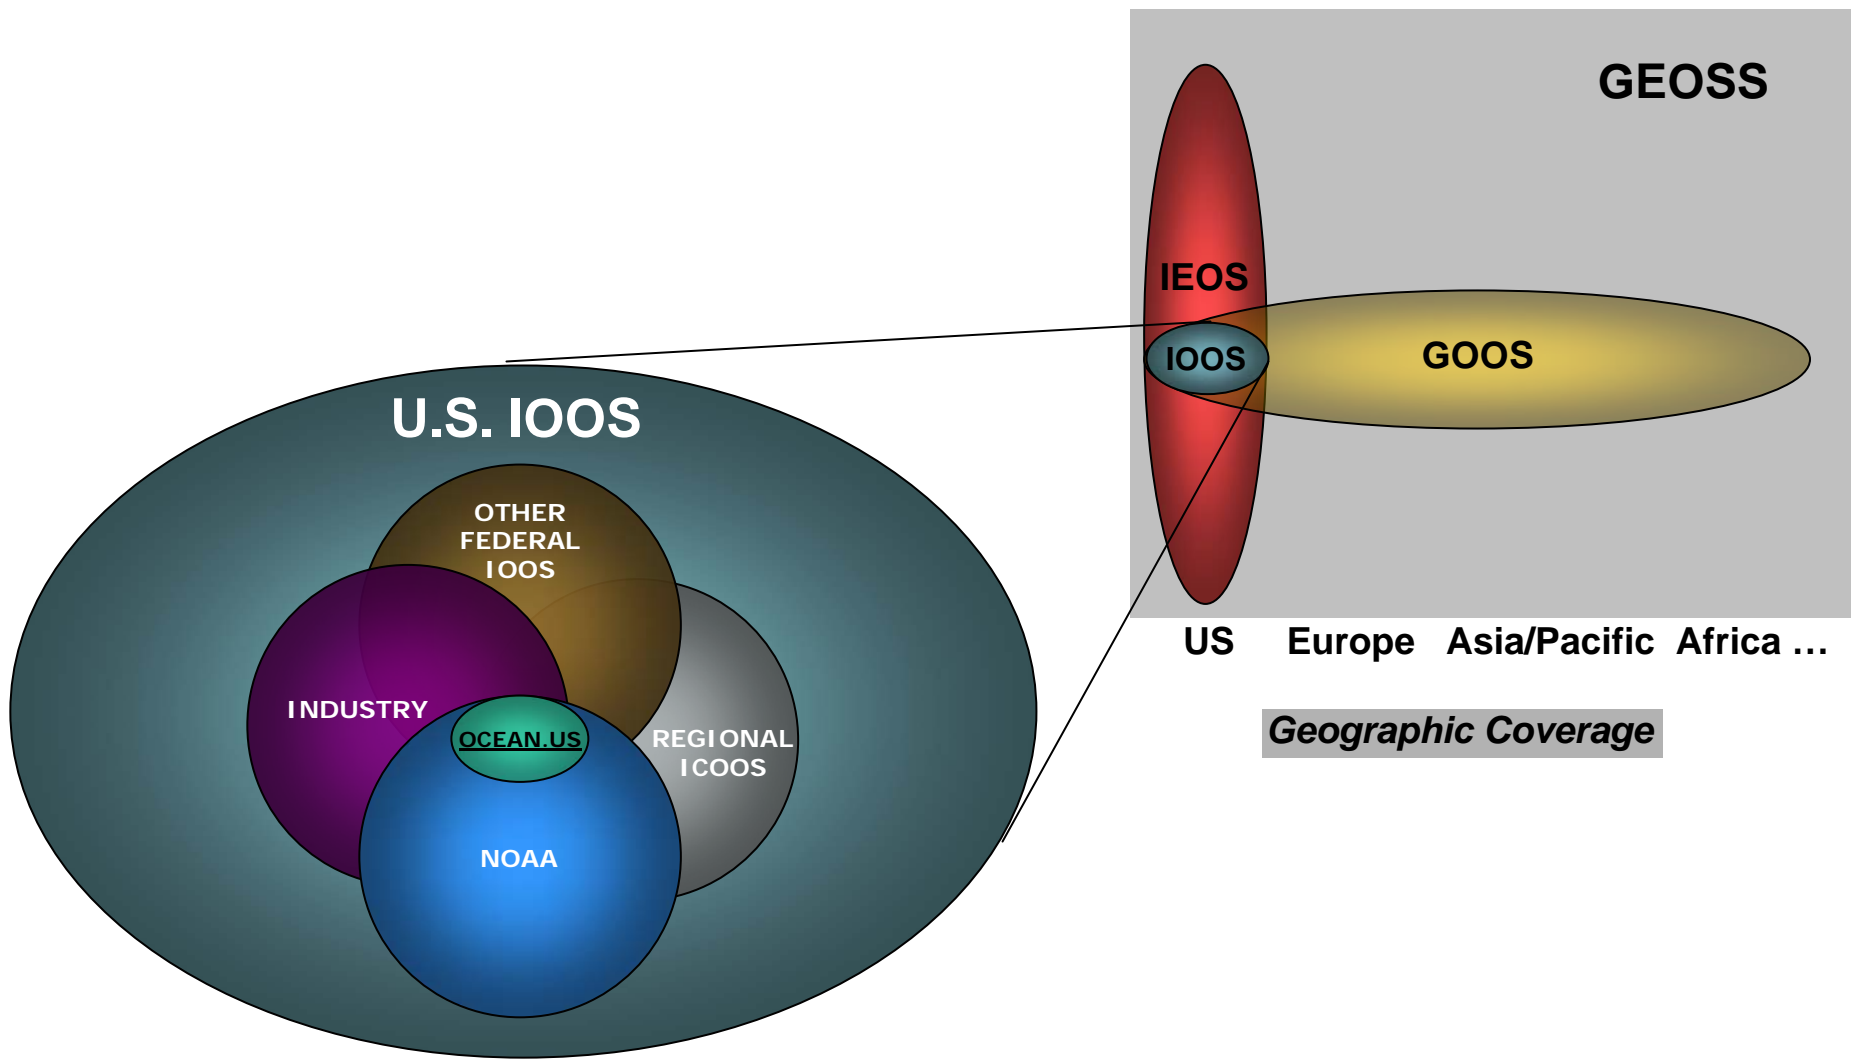 GEOSS
IEOS
IOOS
GOOS
US Europe Asia/Pacific Africa …
Geographic Coverage
U.S. IOOS
OTHER
FEDERAL
IOOS
INDUSTRY
OCEAN.US
REGIONAL
ICOOS
NOAA